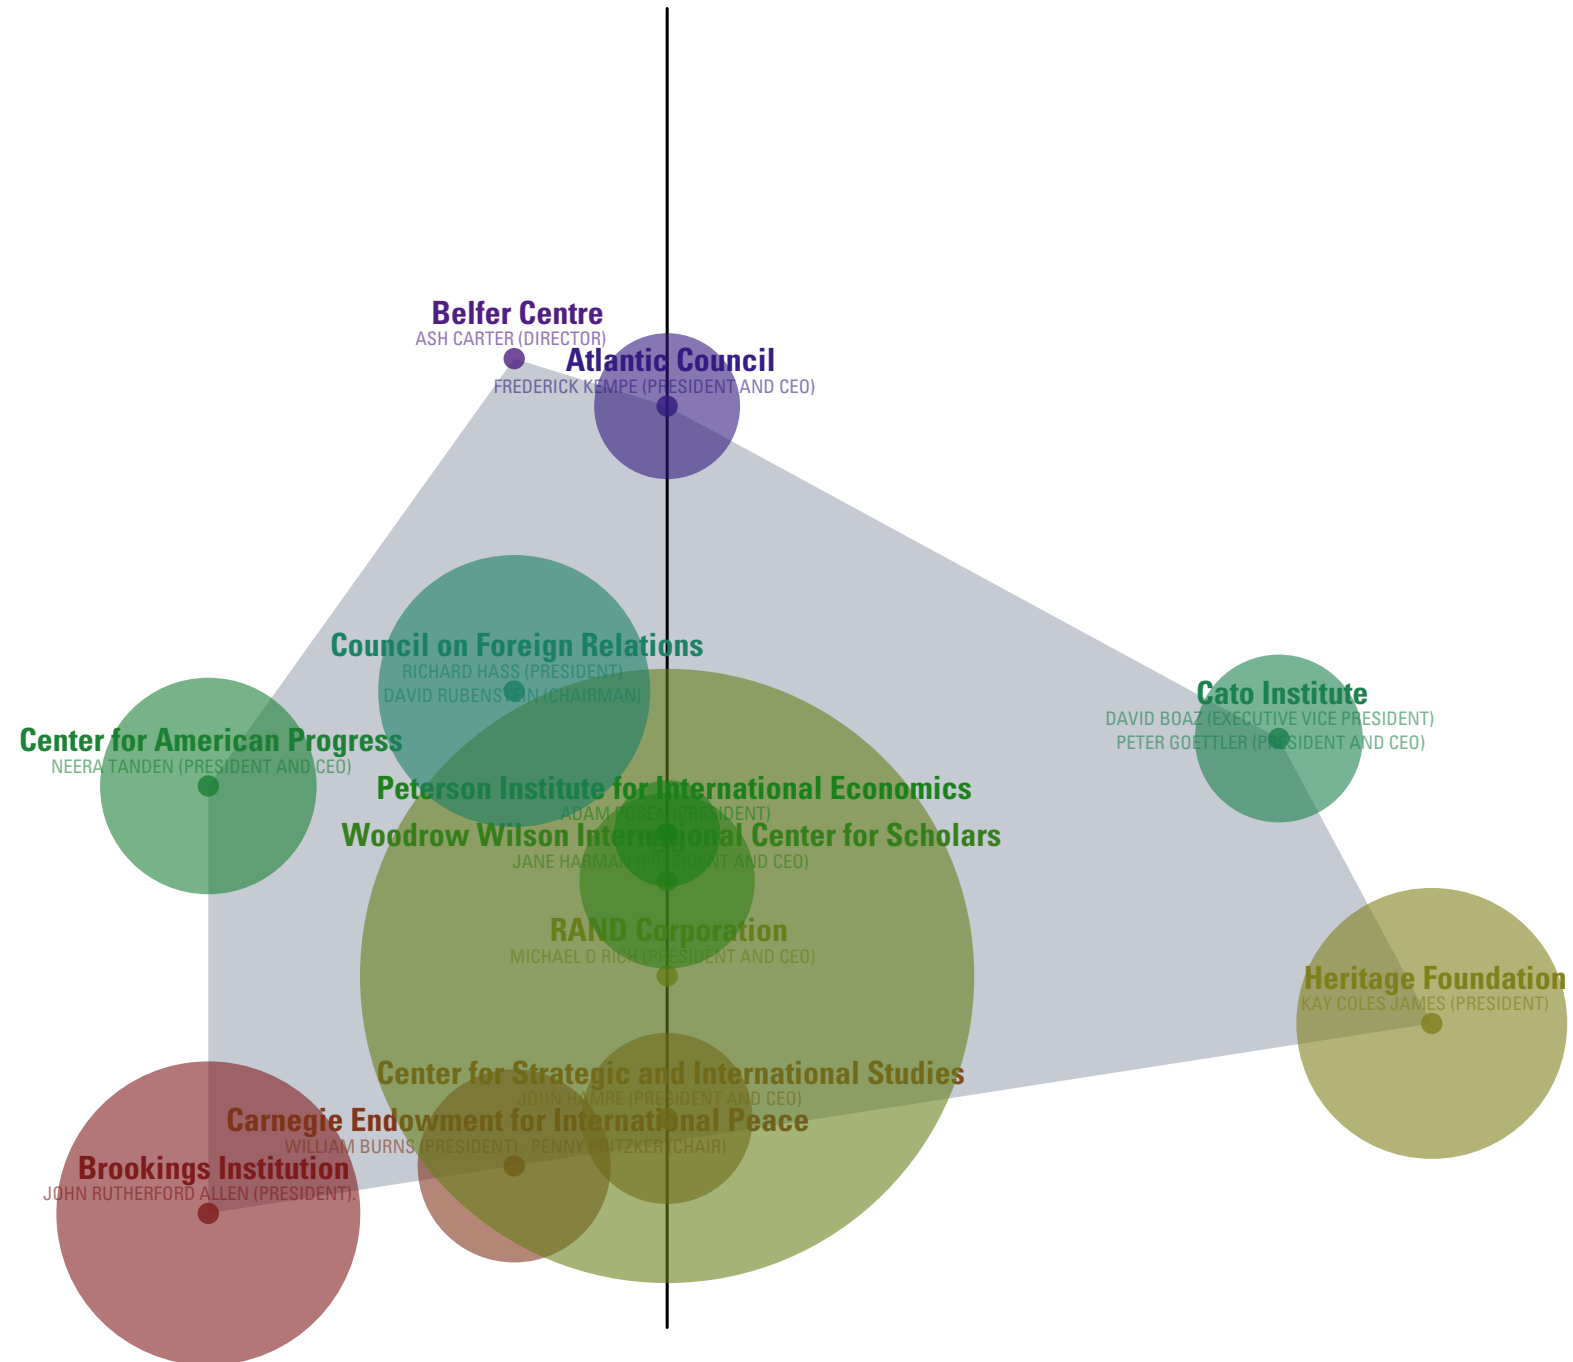 Belfer Centre
ASH CARTER (DIRECTOR)
Atlantic Council
FREDERICK KEMPE (PRESIDENT AND CEO)
Council on Foreign Relations
RICHARD HASS (PRESIDENT)
DAVID RUBENSTEIN (CHAIRMAN)
Cato Institute
DAVID BOAZ (EXECUTIVE VICE PRESIDENT)
PETER GOETTLER (PRESIDENT AND CEO)
Center for American Progress
NEERA TANDEN (PRESIDENT AND CEO)
Peterson Institute for International Economics
ADAM POSEN (PRESIDENT)
Woodrow Wilson International Center for Scholars
JANE HARMAN (PRESIDENT AND CEO)
RAND Corporation
MICHAEL D RICH (PRESIDENT AND CEO)
Heritage Foundation
KAY COLES JAMES (PRESIDENT)
Center for Strategic and International Studies
JOHN HAMRE (PRESIDENT AND CEO)
Carnegie Endowment for International Peace
WILLIAM BURNS (PRESIDENT). PENNY PRITZKER (CHAIR)
Brookings Institution
JOHN RUTHERFORD ALLEN (PRESIDENT).